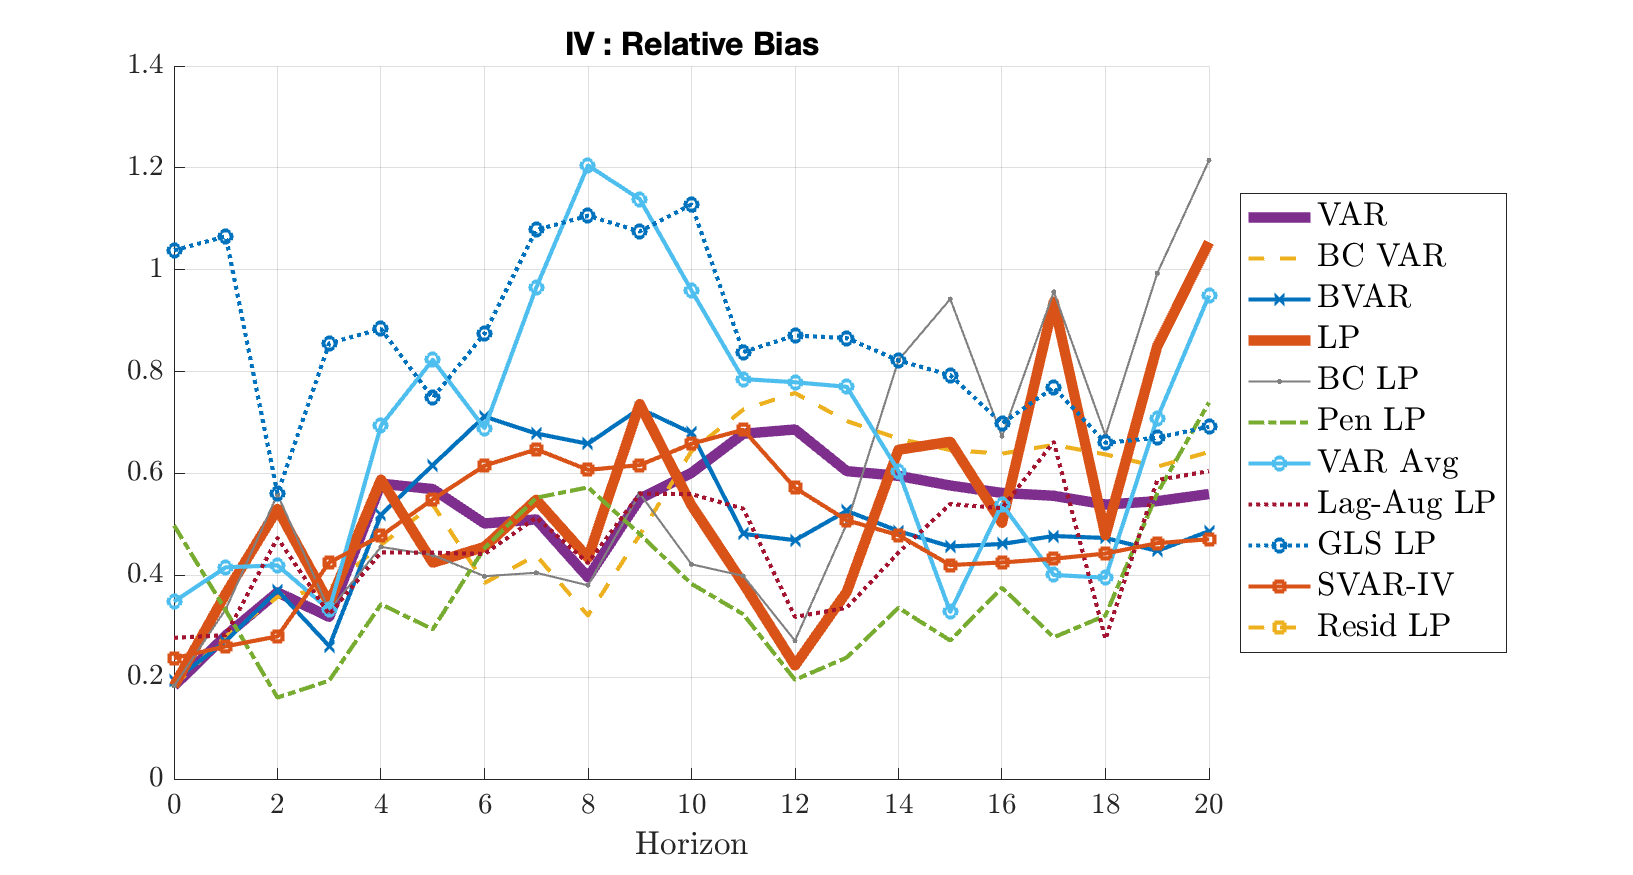 IV : Relative Bias
1.4
1.2
1
0.8
0.6
0.4
0.2
0
0 2 4 6 8 10 12 14 16 18 20
Horizon
VAR
BC VAR
BVAR
LP
BC LP
Pen LP
VAR Avg
Lag-Aug LP
GLS LP
SVAR-IV
Resid LP